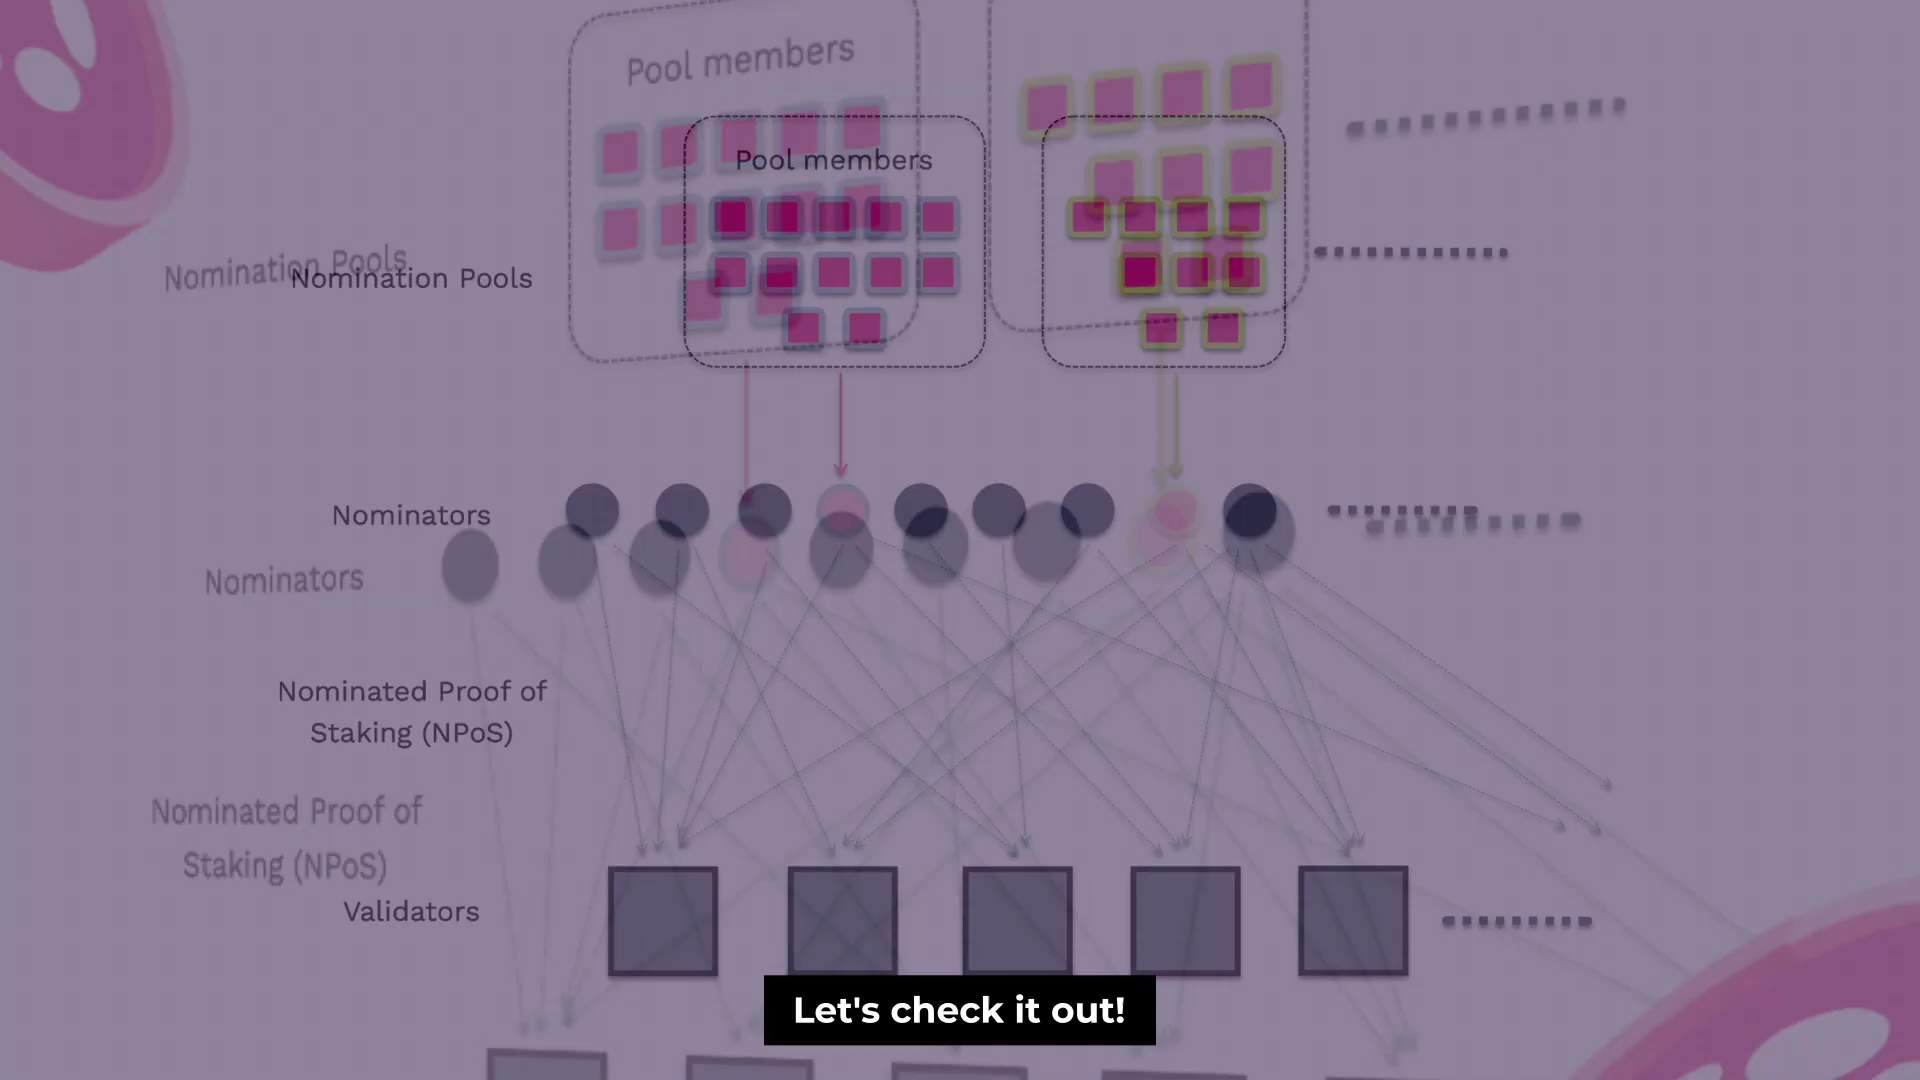 Pool members
Pool members
Nomination Pools
Nomination Pools
Nominators
Nominators
Nominated Proof of
Staking (NPoS)
Nominated Proof of
Staking (NPoS)
Validators
Let's check it out!